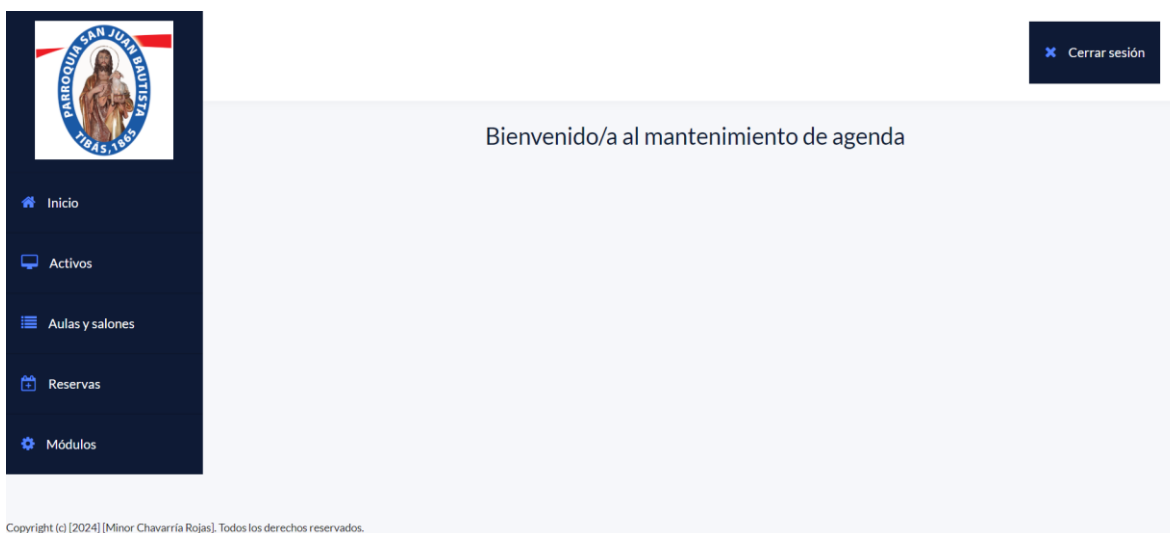 PARROQUIA SAN JUAN BAUTISTA
TIBÁS, 1865
Cerrar sesión
Bienvenido/a al mantenimiento de agenda
Inicio
Activos
Aulas y salones
Reservas
Módulos
Copyright (c) [2024] [Minor Chavarría Rojas]. Todos los derechos reservados.